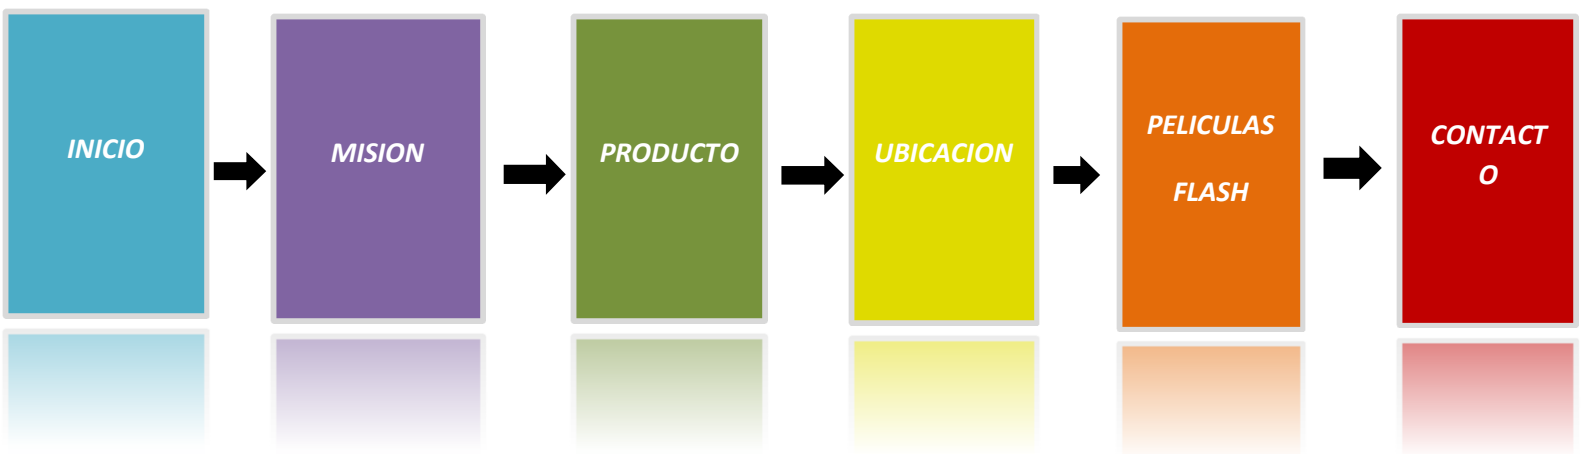 INICIO
MISION
PRODUCTO
UBICACION
PELICULAS
FLASH
CONTACT
O